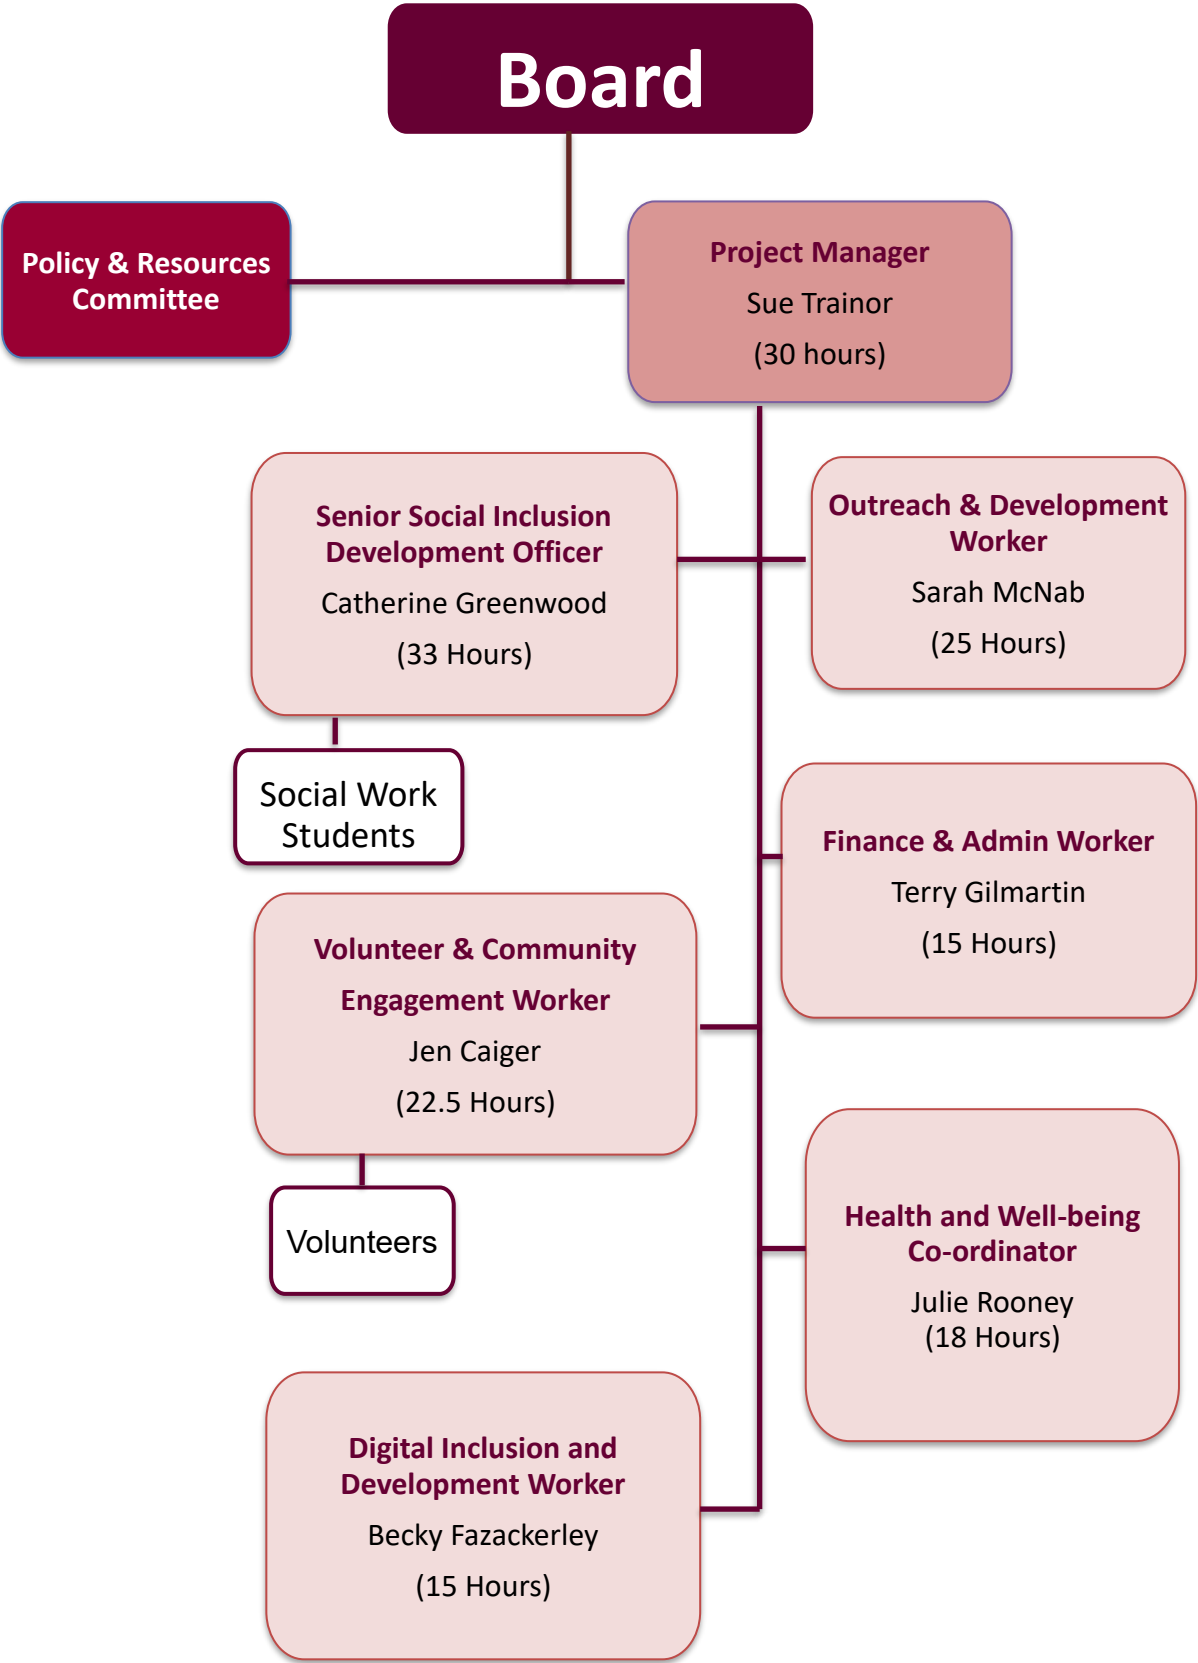 Board
Policy & Resources
Committee
Project Manager
Sue Trainor
(30 hours)
Senior Social Inclusion
Development Officer
Catherine Greenwood
(33 Hours)
Outreach & Development
Worker
Sarah McNab
(25 Hours)
Social Work
Students
Finance & Admin Worker
Terry Gilmartin
(15 Hours)
Volunteer & Community
Engagement Worker
Jen Caiger
(22.5 Hours)
Volunteers
Health and Well-being
Co-ordinator
Julie Rooney
(18 Hours)
Digital Inclusion and
Development Worker
Becky Fazackerley
(15 Hours)